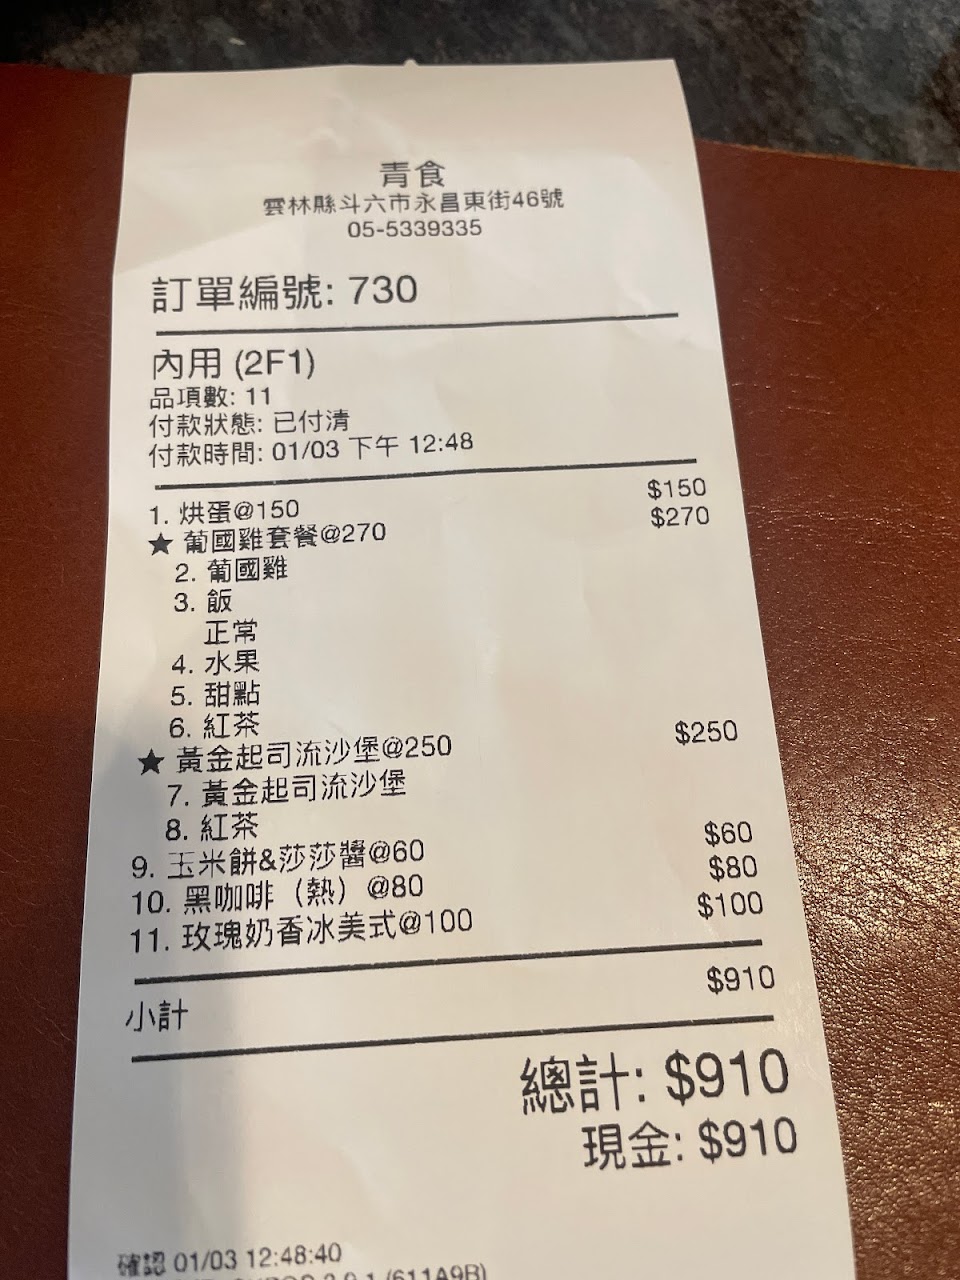 青食
雲林縣斗六市永昌東街46號
05-5339335
訂單編號: 730
內用 (2F1)
品項數: 11
付款狀態: 已付清
付款時間: 01/03 下午 12:48
1. 烘蛋@150 $150
★ 葡國雞套餐@270 $270
2. 葡國雞
3. 飯
正常
4. 水果
5. 甜點
6. 紅茶
★ 黃金起司流沙堡@250 $250
7. 黃金起司流沙堡
8. 紅茶
9. 玉米餅&莎莎醬@60 $60
10. 黑咖啡（熱）@80 $80
11. 玫瑰奶香冰美式@100 $100
小計 $910
總計: $910
現金: $910
確認 01/03 12:48:40
(611A9B)